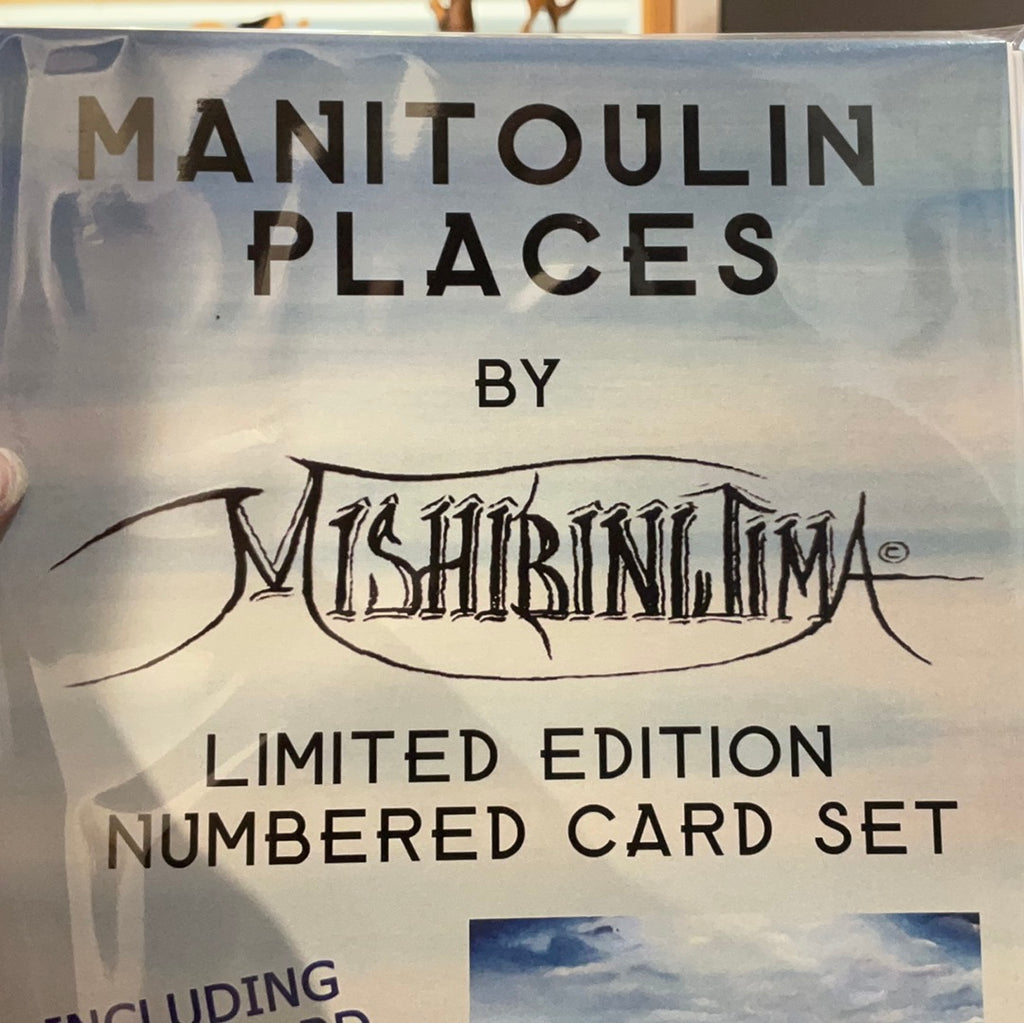 MANITOULIN
PLACES
BY
MISHIBINIJIMA ©
LIMITED EDITION
NUMBERED CARD SET
INCLUDING